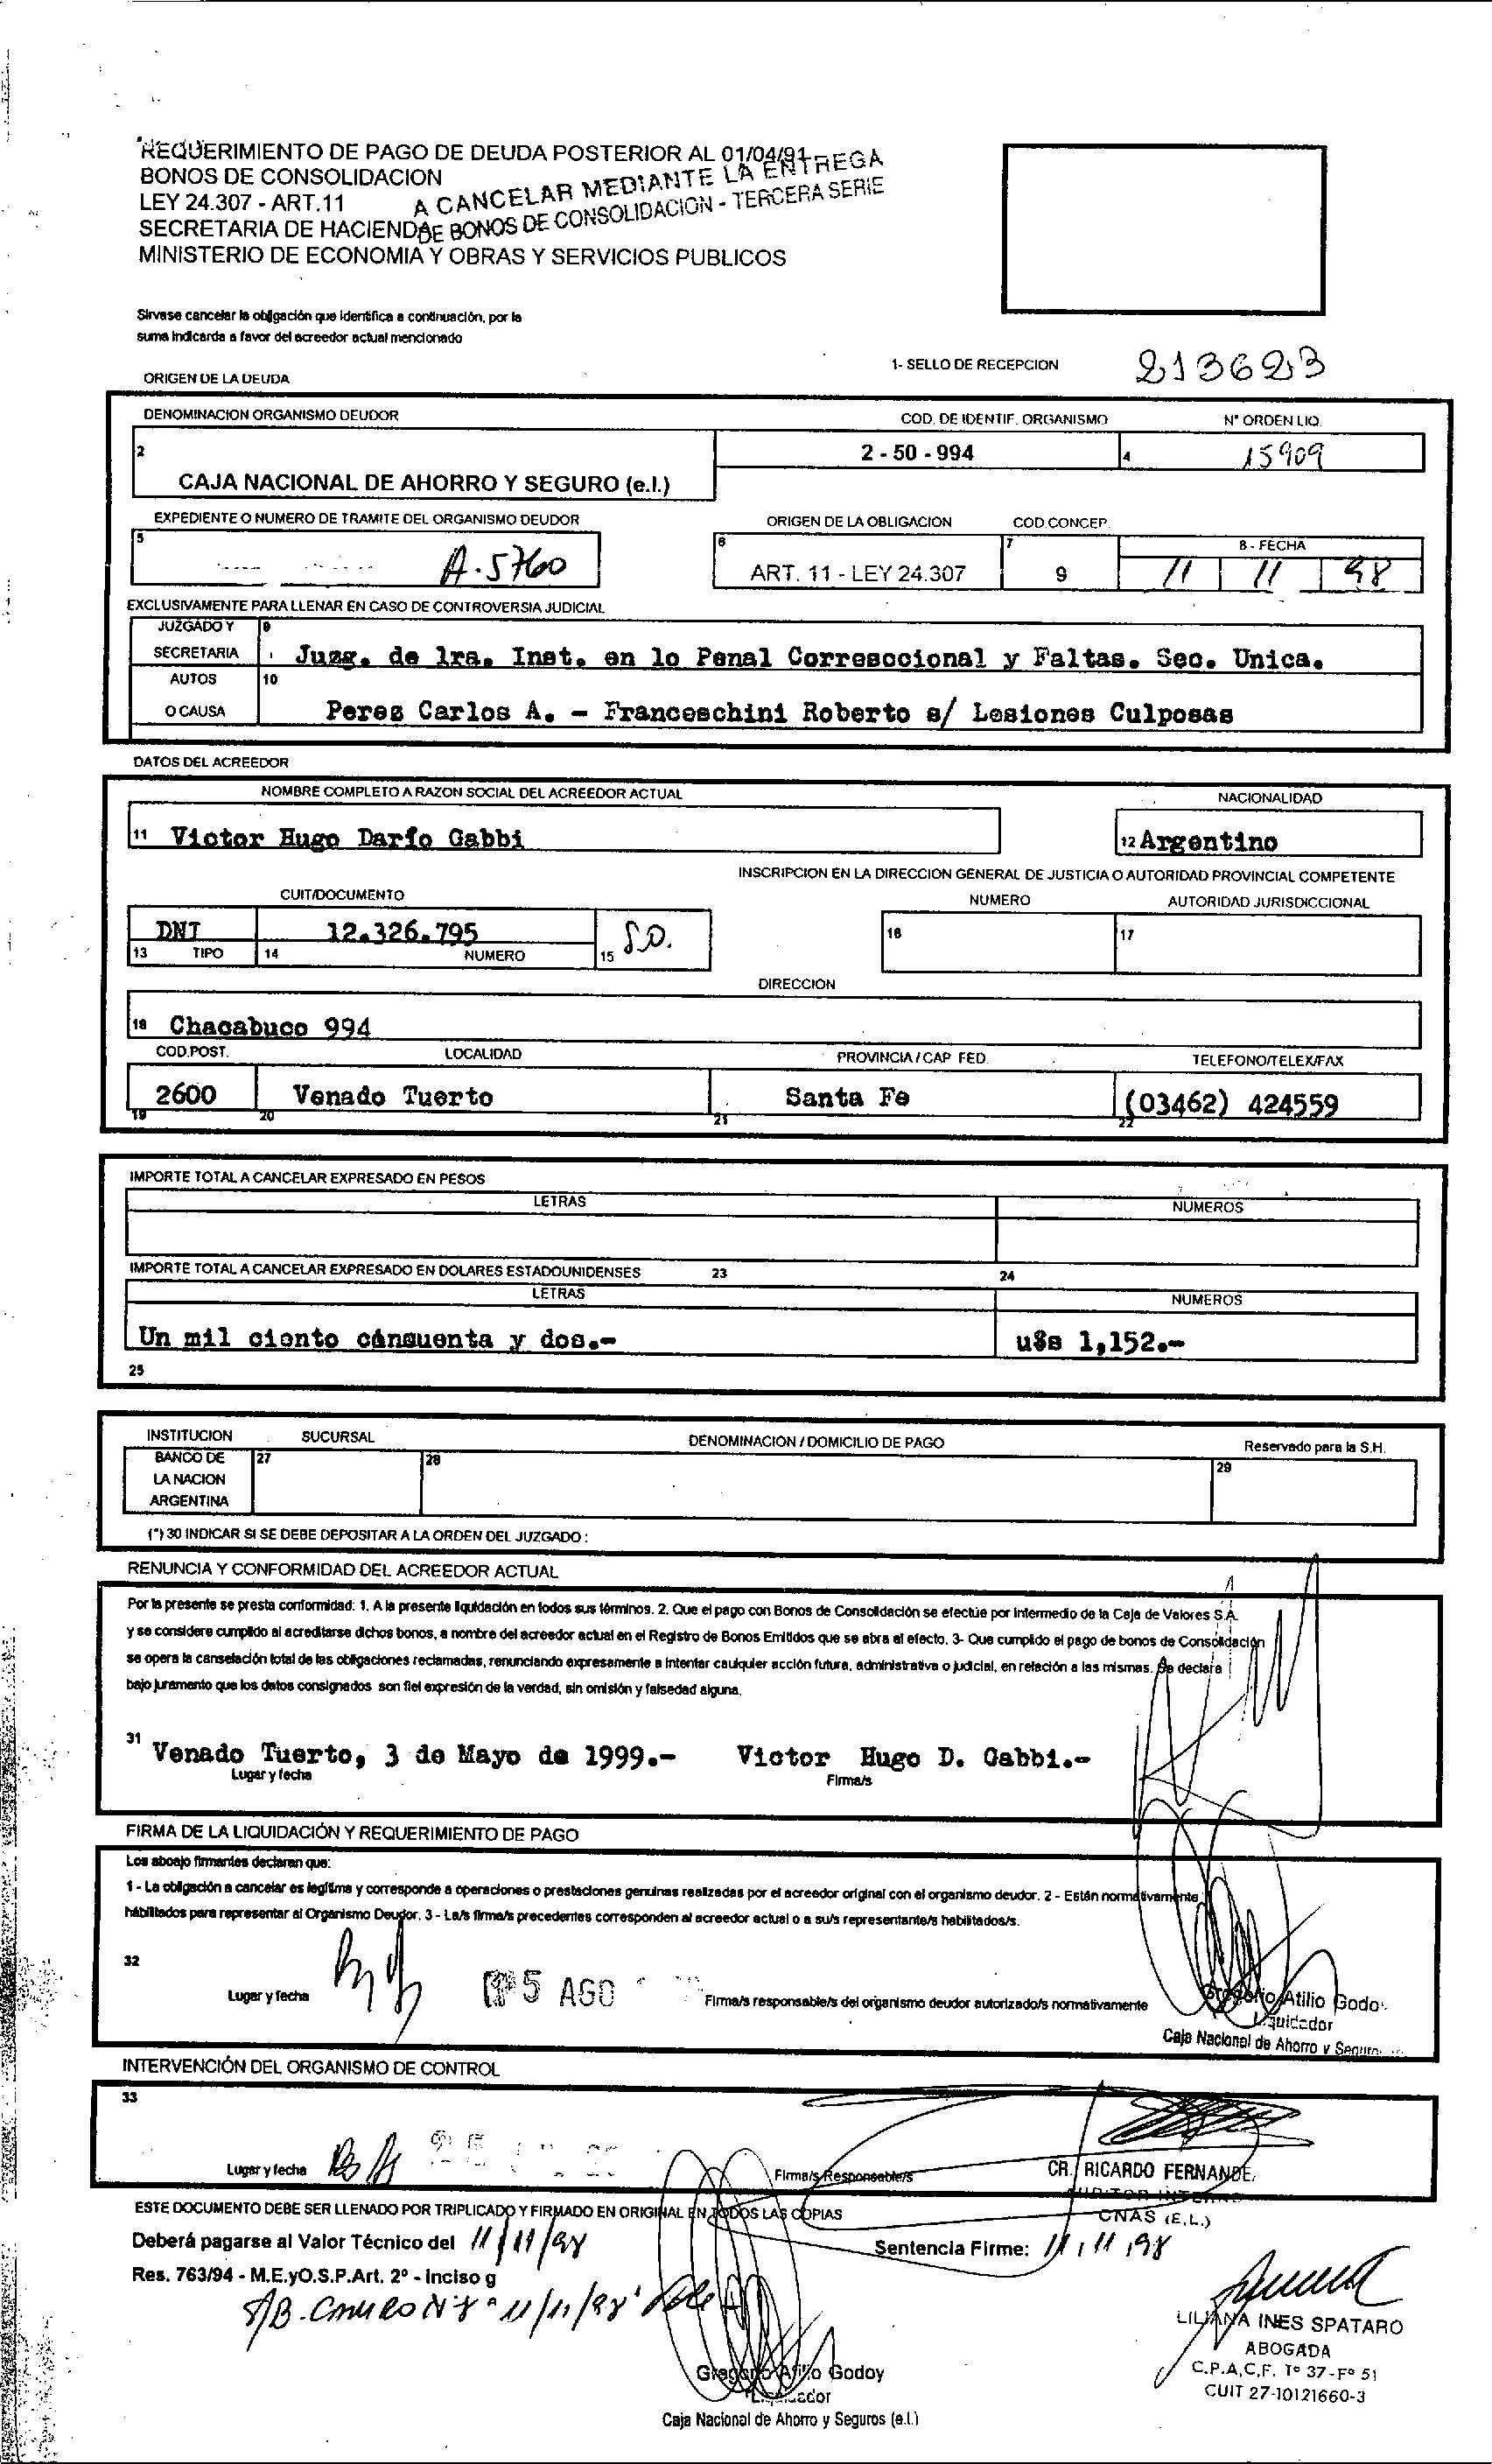 REQUERIMIENTO DE PAGO DE DEUDA POSTERIOR AL 01/04/91
BONOS DE CONSOLIDACION
LEY 24.307 - ART.11
A CANCELAR MEDIANTE LA ENTREGA
DE BONOS DE CONSOLIDACION - TERCERA SERIE
SECRETARIA DE HACIENDA
MINISTERIO DE ECONOMIA Y OBRAS Y SERVICIOS PUBLICOS
Sirvase cancelar la obligación que identifica a continuación, por la
suma indicarda a favor del acreedor actual mencionado
1- SELLO DE RECEPCION
213623
ORIGEN DE LA DEUDA
DENOMINACION ORGANISMO DEUDOR
COD. DE IDENTIF. ORGANISMO
N° ORDEN LIQ.
2
2 - 50 - 994
4
15909
CAJA NACIONAL DE AHORRO Y SEGURO (e.l.)
EXPEDIENTE O NUMERO DE TRAMITE DEL ORGANISMO DEUDOR
ORIGEN DE LA OBLIGACION
COD.CONCEP.
5
A.5760
6
ART. 11 - LEY 24.307
7
9
8 - FECHA
11 11 98
EXCLUSIVAMENTE PARA LLENAR EN CASO DE CONTROVERSIA JUDICIAL
JUZGADO Y
SECRETARIA
9
Juzg. de 1ra. Inst. en lo Penal Corresccional y Faltas. Sec. Unica.
AUTOS
O CAUSA
10
Perez Carlos A. - Franceschini Roberto s/ Lesiones Culposas
DATOS DEL ACREEDOR
NOMBRE COMPLETO A RAZON SOCIAL DEL ACREEDOR ACTUAL
NACIONALIDAD
11 Victor Hugo Darío Gabbi
12 Argentino
INSCRIPCION EN LA DIRECCION GENERAL DE JUSTICIA O AUTORIDAD PROVINCIAL COMPETENTE
CUIT/DOCUMENTO
NUMERO
AUTORIDAD JURISDICCIONAL
DNI
12.326.795
S.D.
16
17
13 TIPO
14 NUMERO
15
DIRECCION
18 Chacabuco 994
COD.POST.
LOCALIDAD
PROVINCIA / CAP FED.
TELEFONO/TELEX/FAX
2600
Venado Tuerto
Santa Fe
(03462) 424559
19
20
21
22
IMPORTE TOTAL A CANCELAR EXPRESADO EN PESOS
LETRAS
NUMEROS
IMPORTE TOTAL A CANCELAR EXPRESADO EN DOLARES ESTADOUNIDENSES
23
24
LETRAS
NUMEROS
Un mil ciento cánsuenta y dos.-
u$s 1,152.-
25
INSTITUCION
SUCURSAL
DENOMINACION / DOMICILIO DE PAGO
Reservado para la S.H.
BANCO DE
LA NACION
ARGENTINA
27
28
29
(*) 30 INDICAR SI SE DEBE DEPOSITAR A LA ORDEN DEL JUZGADO :
RENUNCIA Y CONFORMIDAD DEL ACREEDOR ACTUAL
Por la presente se presta conformidad: 1. A la presente liquidación en todos sus términos. 2. Que el pago con Bonos de Consolidación se efectúe por intermedio de la Caja de Valores S.A.
y se considere cumplido al acreditarse dichos bonos, a nombre del acreedor actual en el Registro de Bonos Emitidos que se abra al efecto. 3- Que cumplido el pago de bonos de Consolidación
se opera la canselación total de las obligaciones reclamadas, renunciando expresamente a intentar caulquier acción futura, administrativa o judicial, en relación a las mismas. Se declara
bajo juramento que los datos consignados son fiel expresión de la verdad, sin omisión y falsedad alguna.
31
Venado Tuerto, 3 de Mayo de 1999.-
Victor Hugo D. Gabbi.-
Lugar y fecha
Firma/s
FIRMA DE LA LIQUIDACIÓN Y REQUERIMIENTO DE PAGO
Los aboajo firmantes declaran que:
1 - La obligación a cancelar es legítima y corresponde a operaciones o prestaciones genuinas realizadas por el acreedor original con el organismo deudor. 2 - Están normativamente
hábilitados para representar al Organismo Deudor. 3 - La/s firma/s precedentes corresponden al acreedor actual o a su/s representante/s habilitados/s.
32
Lugar y fecha
5 AGO
Firma/s responsable/s del organismo deudor autorizado/s normativamente
Gregorio Atilio Godoy
Liquidador
Caja Nacional de Ahorro y Seguros
INTERVENCIÓN DEL ORGANISMO DE CONTROL
33
Lugar y fecha
Firma/s Responsable/s
CR. RICARDO FERNANDE
AUDITOR INTERNO
CNAS (E.L.)
ESTE DOCUMENTO DEBE SER LLENADO POR TRIPLICADO Y FIRMADO EN ORIGINAL EN TODOS LAS COPIAS
Deberá pagarse al Valor Técnico del 11/11/98
Sentencia Firme: 11/11/98
Res. 763/94 - M.E.yO.S.P.Art. 2º - Inciso g
11/11/98
Gregorio Atilio Godoy
Liquidador
Caja Nacional de Ahorro y Seguros (e.l.)
LILIANA INES SPATARO
ABOGADA
C.P.A.C.F. Tº 37-Fº 51
CUIT 27-10121660-3